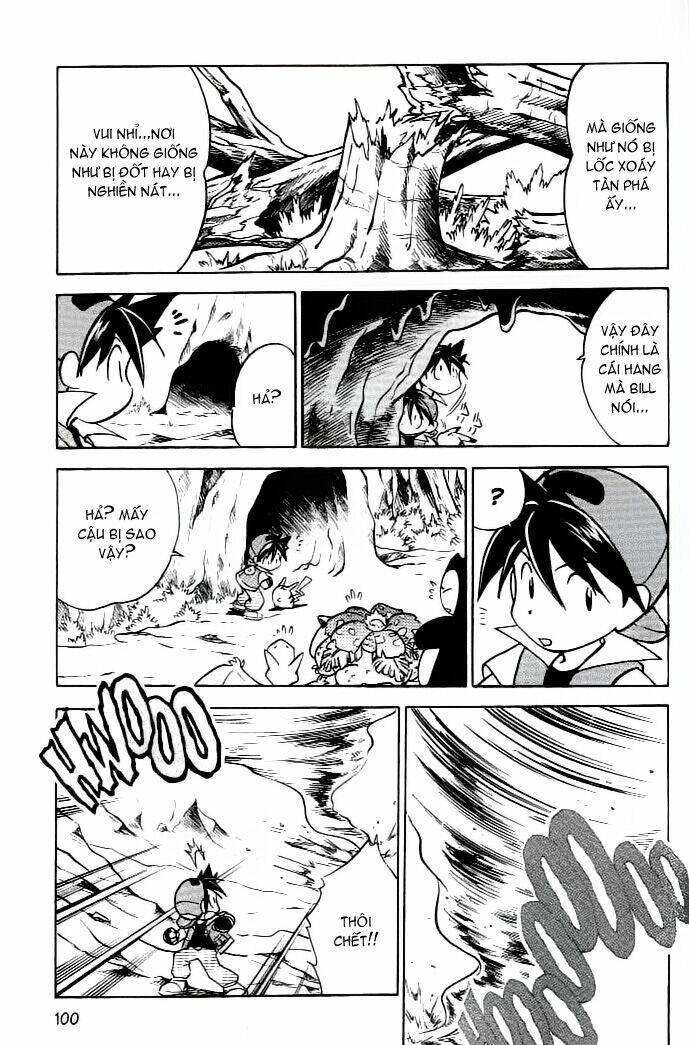 MÀ GIỐNG
NHƯ NÓ BỊ
LỐC XOÁY
TÀN PHÁ
ẤY...
VUI NHỈ...NƠI
NÀY KHÔNG GIỐNG
NHƯ BỊ ĐỐT HAY BỊ
NGHIỀN NÁT...
VẬY ĐÂY
CHÍNH LÀ
CÁI HANG
MÀ BILL
NÓI...
HẢ?
?
HẢ? MẤY
CẬU BỊ SAO
VẬY?
HWOOO
HWOOO
THÔI
CHẾT!!
100